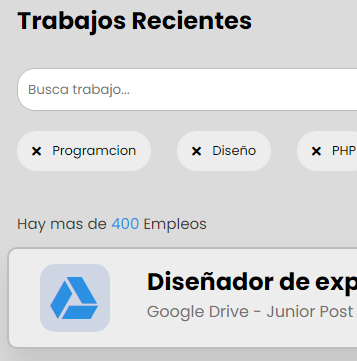 Trabajos Recientes
Busca trabajo...
× Programcion × Diseño × PHP
Hay mas de 400 Empleos
Diseñador de exp
Google Drive - Junior Post